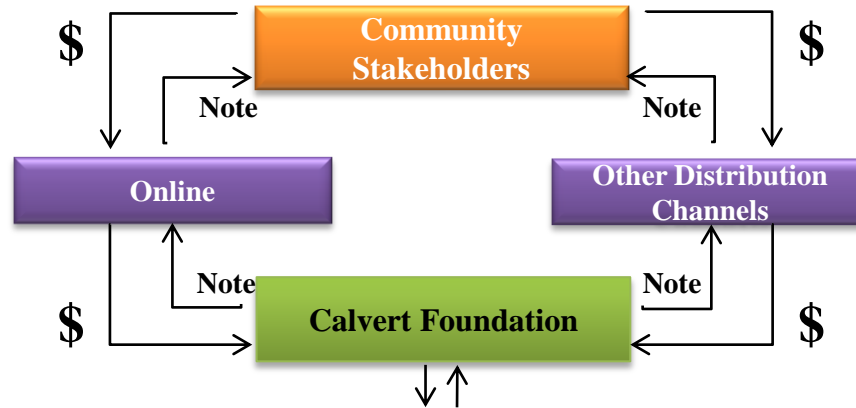 $
Community
Stakeholders
$
Note
Note
Online
Other Distribution
Channels
Note
Note
$
Calvert Foundation
$